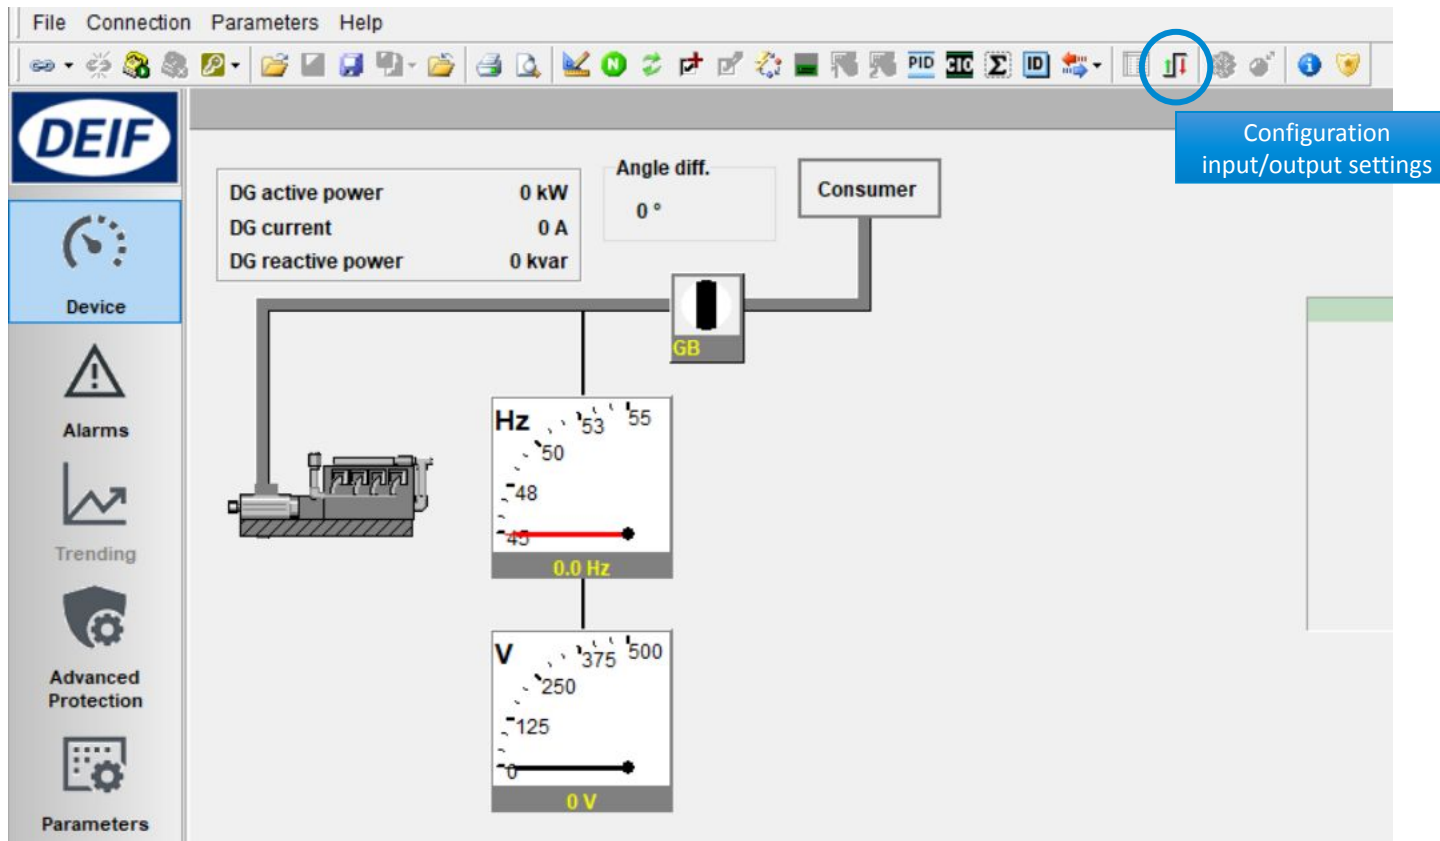 File Connection Parameters Help
PID CIO Σ ID
N
Configuration
input/output settings
DEIF
Device
Alarms
Trending
Advanced
Protection
Parameters
DG active power 0 kW
DG current 0 A
DG reactive power 0 kvar
Angle diff.
0 °
Consumer
GB
Hz 53 55
50
48
45
0.0 Hz
V 375 500
250
125
0
0 V